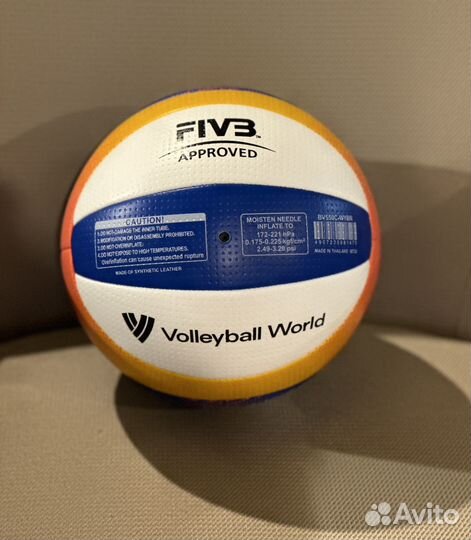 FIVB
APPROVED
CAUTION!
1.DO NOT DAMAGE THE INNER TUBE.
2.MODIFICATION OR DISASSEMBLY PROHIBITED.
3.DO NOT OVERINFLATE.
4.DO NOT EXPOSE TO HIGH TEMPERATURES.
Overinflation can cause unexpected rupture
MADE OF SYNTHETIC LEATHER
MOISTEN NEEDLE
INFLATE TO
172-221 hPa
0.175-0.225 kgf/cm²
2.49-3.20 psi
BV550C-WYBR
MADE IN THAILAND
Volleyball World
Avito